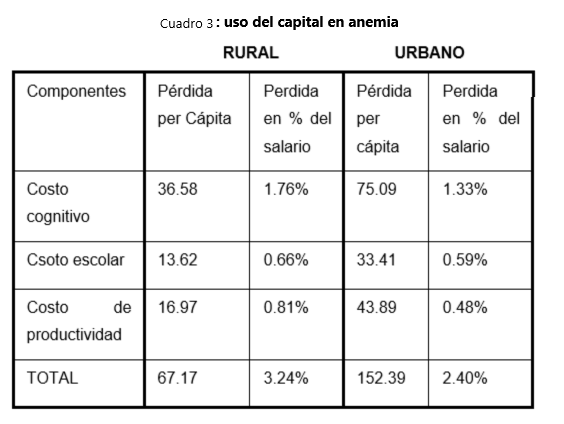 Cuadro 3 : uso del capital en anemia
RURAL URBANO
Componentes Pérdida per Cápita Perdida en % del salario Pérdida per cápita Perdida en % del salario
Costo cognitivo 36.58 1.76% 75.09 1.33%
Csoto escolar 13.62 0.66% 33.41 0.59%
Costo de productividad 16.97 0.81% 43.89 0.48%
TOTAL 67.17 3.24% 152.39 2.40%